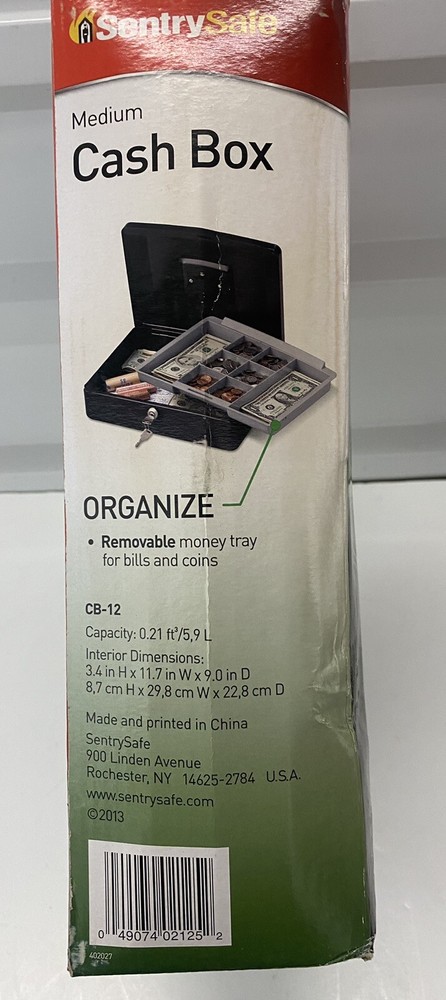 SentrySafe
Medium
Cash Box
ORGANIZE
• Removable money tray
for bills and coins
CB-12
Capacity: 0.21 ft³/5,9 L
Interior Dimensions:
3.4 in H x 11.7 in W x 9.0 in D
8,7 cm H x 29,8 cm W x 22,8 cm D
Made and printed in China
SentrySafe
900 Linden Avenue
Rochester, NY 14625-2784 U.S.A.
www.sentrysafe.com
©2013
0 49074 02125 2
402027